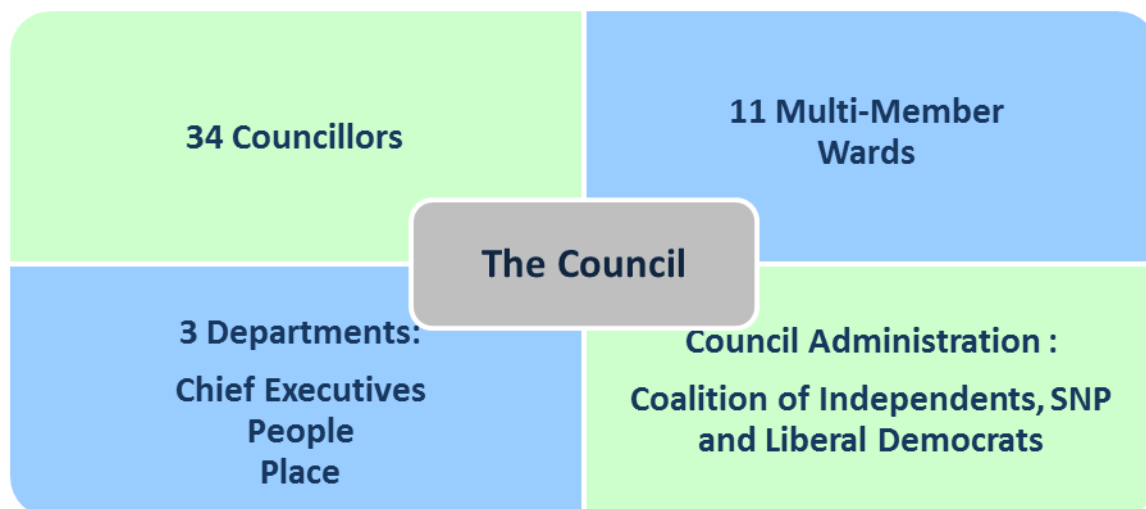 34 Councillors
11 Multi-Member
Wards
The Council
3 Departments:
Chief Executives
People
Place
Council Administration :
Coalition of Independents, SNP
and Liberal Democrats